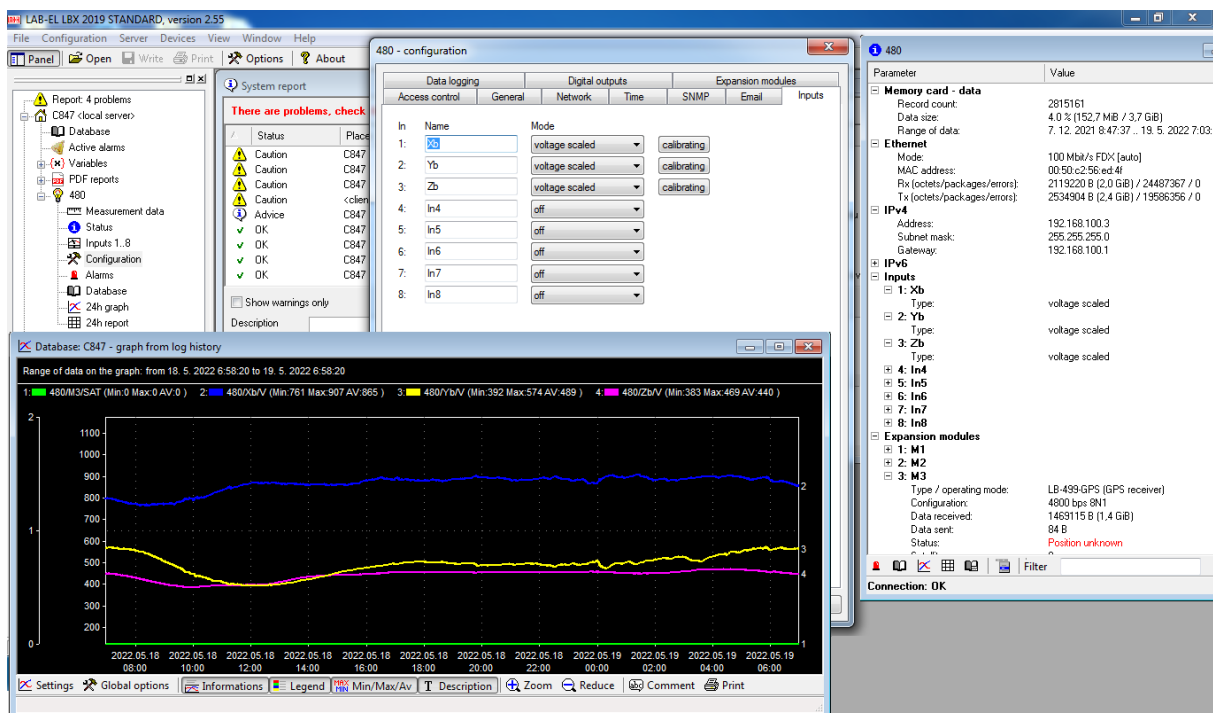 LAB-EL LBX 2019 STANDARD, version 2.55
File Configuration Server Devices View Window Help
Panel Open Write Print Options About
Report: 4 problems
C847 <local server>
Database
Active alarms
Variables
PDF reports
480
Measurement data
Status
Inputs 1..8
Configuration
Alarms
Database
24h graph
24h report
System report
There are problems, check
Status Place
Caution C847
Caution C847
Caution C847
Caution <clien
Advice C847
OK C847
OK C847
OK C847
OK C847
Show warnings only
Description
480 - configuration
Data logging Digital outputs Expansion modules
Access control General Network Time SNMP Email Inputs
In Name Mode
1: Xb voltage scaled calibrating
2: Yb voltage scaled calibrating
3: Zb voltage scaled calibrating
4: In4 off
5: In5 off
6: In6 off
7: In7 off
8: In8 off
480
Parameter Value
Memory card - data
Record count: 2815161
Data size: 4.0 % (152,7 MiB / 3,7 GiB)
Range of data: 7. 12. 2021 8:47:37 .. 19. 5. 2022 7:03:
Ethernet
Mode: 100 Mbit/s FDX [auto]
MAC address: 00:50:c2:56:ed:4f
Rx (octets/packages/errors): 2119220 B (2,0 GiB) / 24487367 / 0
Tx (octets/packages/errors): 2534904 B (2,4 GiB) / 19586356 / 0
IPv4
Address: 192.168.100.3
Subnet mask: 255.255.255.0
Gateway: 192.168.100.1
IPv6
Inputs
1: Xb
Type: voltage scaled
2: Yb
Type: voltage scaled
3: Zb
Type: voltage scaled
4: In4
5: In5
6: In6
7: In7
8: In8
Expansion modules
1: M1
2: M2
3: M3
Type / operating mode: LB-499-GPS (GPS receiver)
Configuration: 4800 bps 8N1
Data received: 1469115 B (1,4 GiB)
Data sent: 84 B
Status: Position unknown
Filter
Connection: OK
Database: C847 - graph from log history
Range of data on the graph: from 18. 5. 2022 6:58:20 to 19. 5. 2022 6:58:20
1: 480/M3/SAT (Min:0 Max:0 AV:0 ) 2: 480/Xb/V (Min:761 Max:907 AV:865 ) 3: 480/Yb/V (Min:392 Max:574 AV:489 ) 4: 480/Zb/V (Min:383 Max:469 AV:440 )
2
1100
1000
900
800
2
700
1
600
3
500
4
400
300
200
0
1
2022.05.18 2022.05.18 2022.05.18 2022.05.18 2022.05.18 2022.05.18 2022.05.18 2022.05.18 2022.05.19 2022.05.19 2022.05.19 2022.05.19
08:00 10:00 12:00 14:00 16:00 18:00 20:00 22:00 00:00 02:00 04:00 06:00
Settings Global options Informations Legend Min/Max/Av Description Zoom Reduce Comment Print